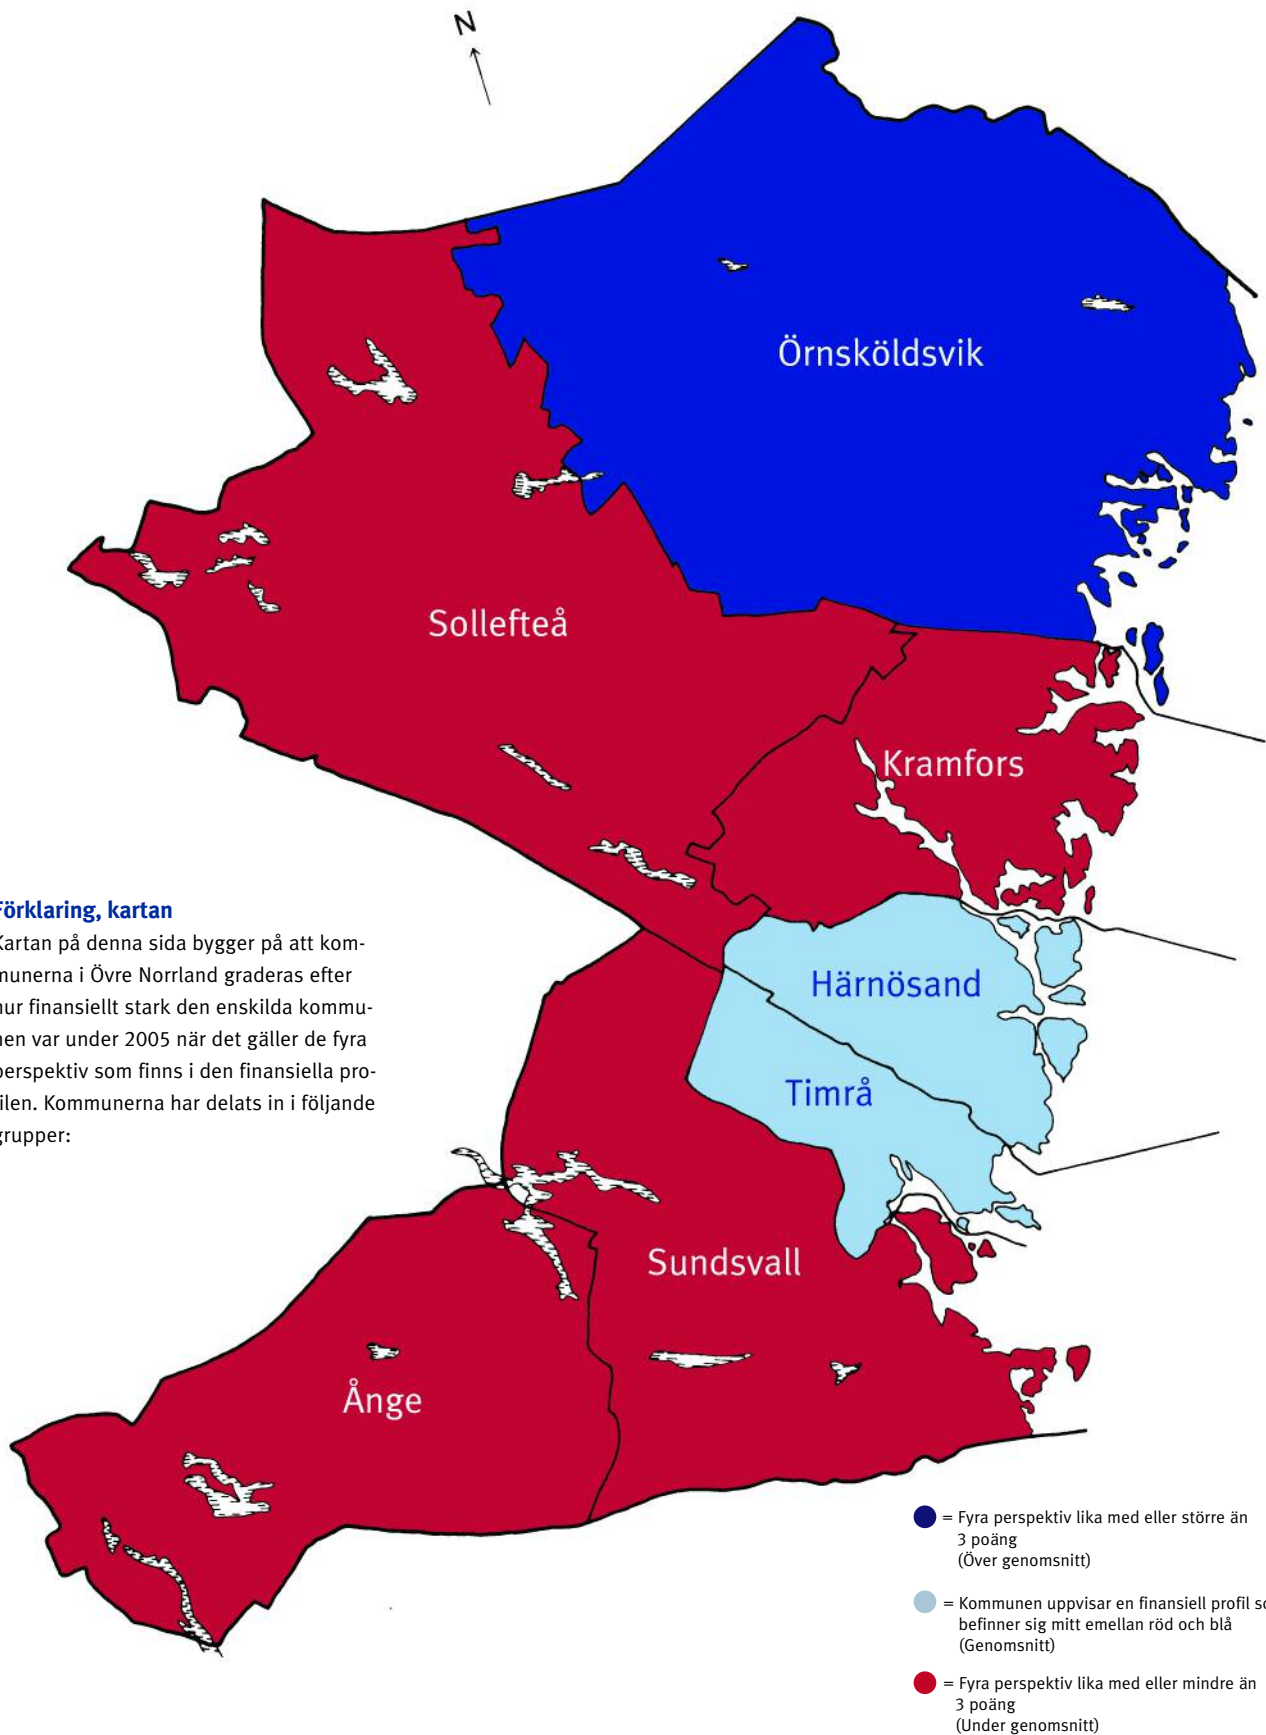 N
Örnsköldsvik
Sollefteå
Kramfors
Förklaring, kartan
Kartan på denna sida bygger på att kom-
munerna i Övre Norrland graderas efter
hur finansiellt stark den enskilda kommu-
nen var under 2005 när det gäller de fyra
perspektiv som finns i den finansiella pro-
filen. Kommunerna har delats in i följande
grupper:
Härnösand
Timrå
Sundsvall
Ånge
= Fyra perspektiv lika med eller större än
3 poäng
(Över genomsnitt)
= Kommunen uppvisar en finansiell profil so
befinner sig mitt emellan röd och blå
(Genomsnitt)
= Fyra perspektiv lika med eller mindre än
3 poäng
(Under genomsnitt)